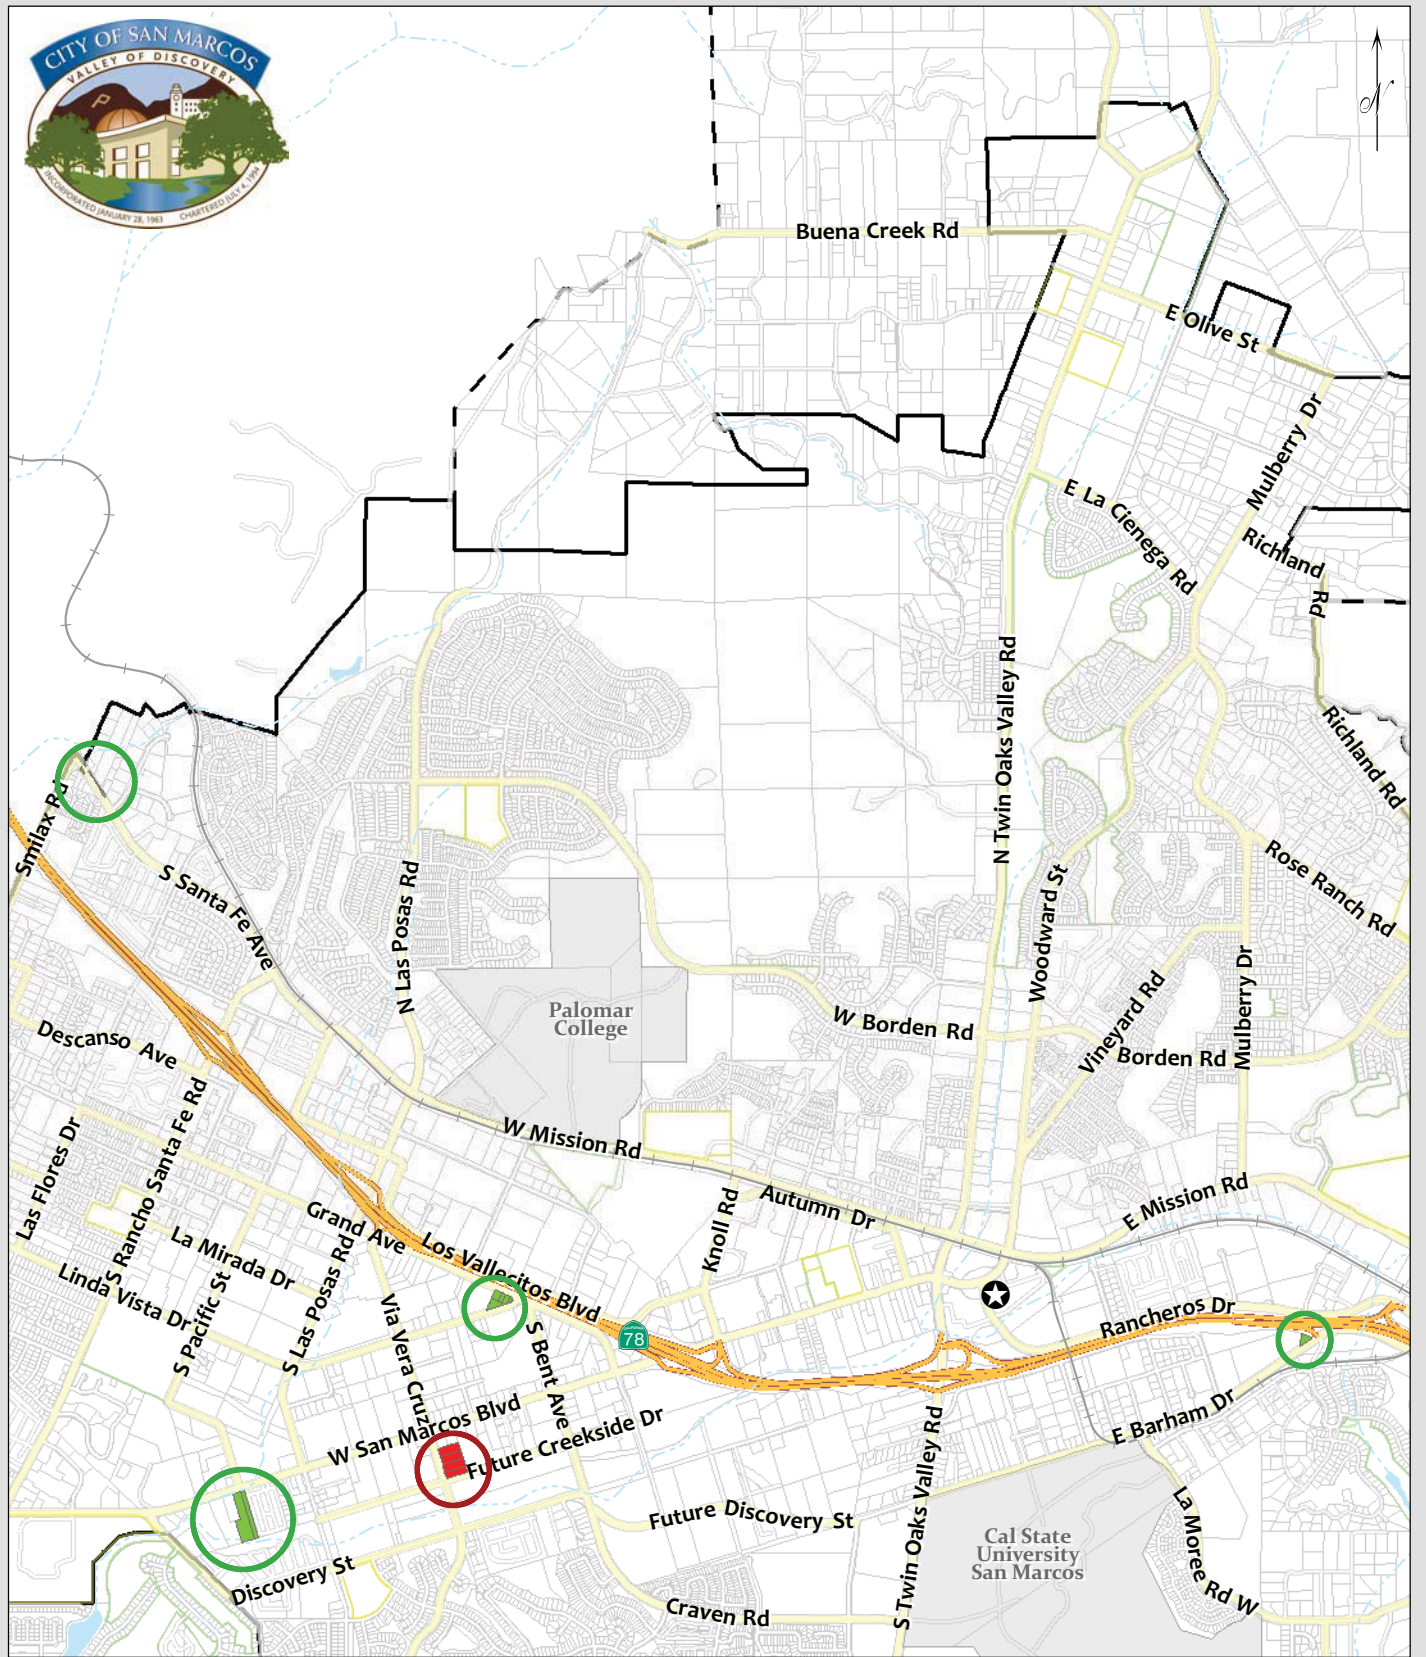 CITY OF SAN MARCOS
VALLEY OF DISCOVERY
INCORPORATED JANUARY 28, 1963
CHARTERED JULY 4, 1994
N
Buena Creek Rd
E Olive St
Mulberry Dr
E La Cienega Rd
Richland Rd
N Twin Oaks Valley Rd
Richland Rd
Smilax Rd
S Santa Fe Ave
N Las Posas Rd
Woodward St
Rose Ranch Rd
Palomar
College
W Borden Rd
Vineyard Rd
Mulberry Dr
Borden Rd
Descanso Ave
S Rancho Santa Fe Rd
Las Flores Dr
W Mission Rd
Autumn Dr
Knoll Rd
E Mission Rd
Grand Ave
La Mirada Dr
Los Vallecitos Blvd
Linda Vista Dr
S Pacific St
S Las Posas Rd
Via Vera Cruz
S Bent Ave
CALIFORNIA
78
Rancheros Dr
W San Marcos Blvd
Future Creekside Dr
E Barham Dr
S Twin Oaks Valley Rd
Future Discovery St
La Moree Rd W
Cal State
University
San Marcos
Discovery St
Craven Rd